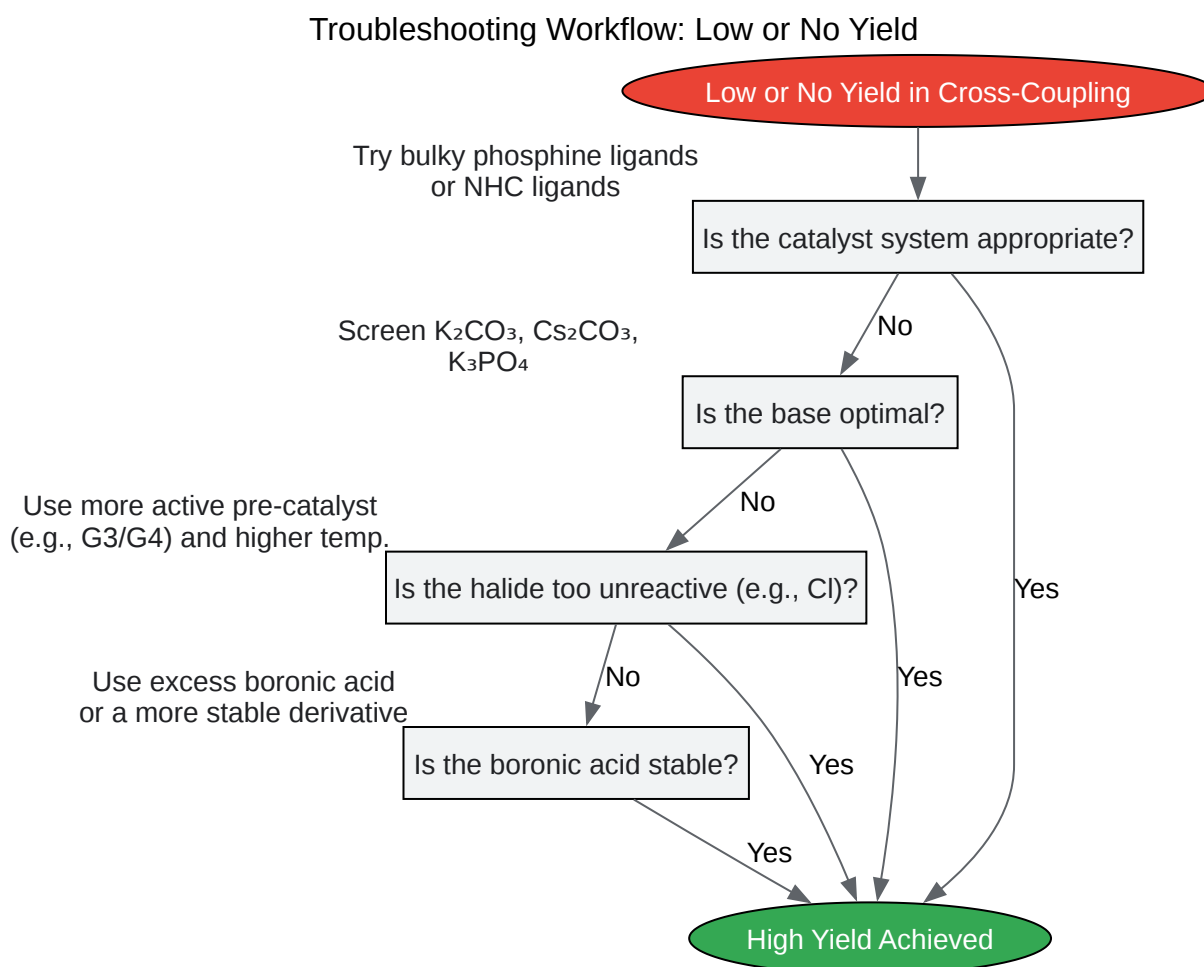 Troubleshooting Workflow: Low or No Yield
Low or No Yield in Cross-Coupling
Try bulky phosphine ligands
or NHC ligands
Is the catalyst system appropriate?
No
Screen K₂CO₃, Cs₂CO₃,
K₃PO₄
Is the base optimal?
No
Use more active pre-catalyst
(e.g., G3/G4) and higher temp.
Is the halide too unreactive (e.g., Cl)?
Yes
No
Yes
Use excess boronic acid
or a more stable derivative
Is the boronic acid stable?
Yes
Yes
High Yield Achieved